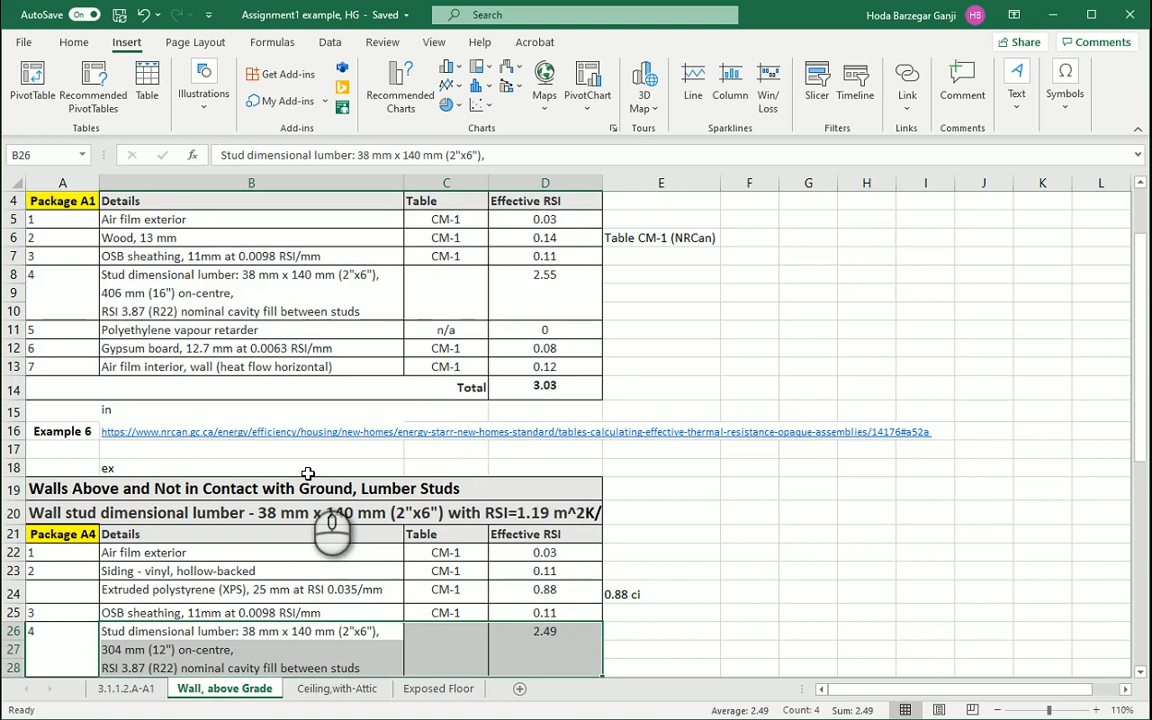 AutoSave On Assignment1 example, HG - Saved Search Hoda Barzegar Ganji HB
File Home Insert Page Layout Formulas Data Review View Help Acrobat Share Comments
PivotTable Recommended PivotTables Table Illustrations Get Add-ins My Add-ins Recommended Charts Maps PivotChart 3D Map Line Column Win/Loss Slicer Timeline Link Comment Text Symbols
Tables Add-ins Charts Tours Sparklines Filters Links Comments
B26 fx Stud dimensional lumber: 38 mm x 140 mm (2"x6"),
A B C D E F G H I J K L
4 Package A1 Details Table Effective RSI
5 1 Air film exterior CM-1 0.03
6 2 Wood, 13 mm CM-1 0.14 Table CM-1 (NRCan)
7 3 OSB sheathing, 11mm at 0.0098 RSI/mm CM-1 0.11
8 4 Stud dimensional lumber: 38 mm x 140 mm (2"x6"), 2.55
9 406 mm (16") on-centre,
10 RSI 3.87 (R22) nominal cavity fill between studs
11 5 Polyethylene vapour retarder n/a 0
12 6 Gypsum board, 12.7 mm at 0.0063 RSI/mm CM-1 0.08
13 7 Air film interior, wall (heat flow horizontal) CM-1 0.12
14 Total 3.03
15 in
16 Example 6 https://www.nrcan.gc.ca/energy/efficiency/housing/new-homes/energy-starr-new-homes-standard/tables-calculating-effective-thermal-resistance-opaque-assemblies/14176#a52a
17
18 ex
19 Walls Above and Not in Contact with Ground, Lumber Studs
20 Wall stud dimensional lumber - 38 mm x 140 mm (2"x6") with RSI=1.19 m^2K/
21 Package A4 Details Table Effective RSI
22 1 Air film exterior CM-1 0.03
23 2 Siding - vinyl, hollow-backed CM-1 0.11
24 Extruded polystyrene (XPS), 25 mm at RSI 0.035/mm CM-1 0.88 0.88 ci
25 3 OSB sheathing, 11mm at 0.0098 RSI/mm CM-1 0.11
26 4 Stud dimensional lumber: 38 mm x 140 mm (2"x6"), 2.49
27 304 mm (12") on-centre,
28 RSI 3.87 (R22) nominal cavity fill between studs
3.1.1.2.A-A1 Wall, above Grade Ceiling,with-Attic Exposed Floor
Ready Average: 2.49 Count: 4 Sum: 2.49 110%